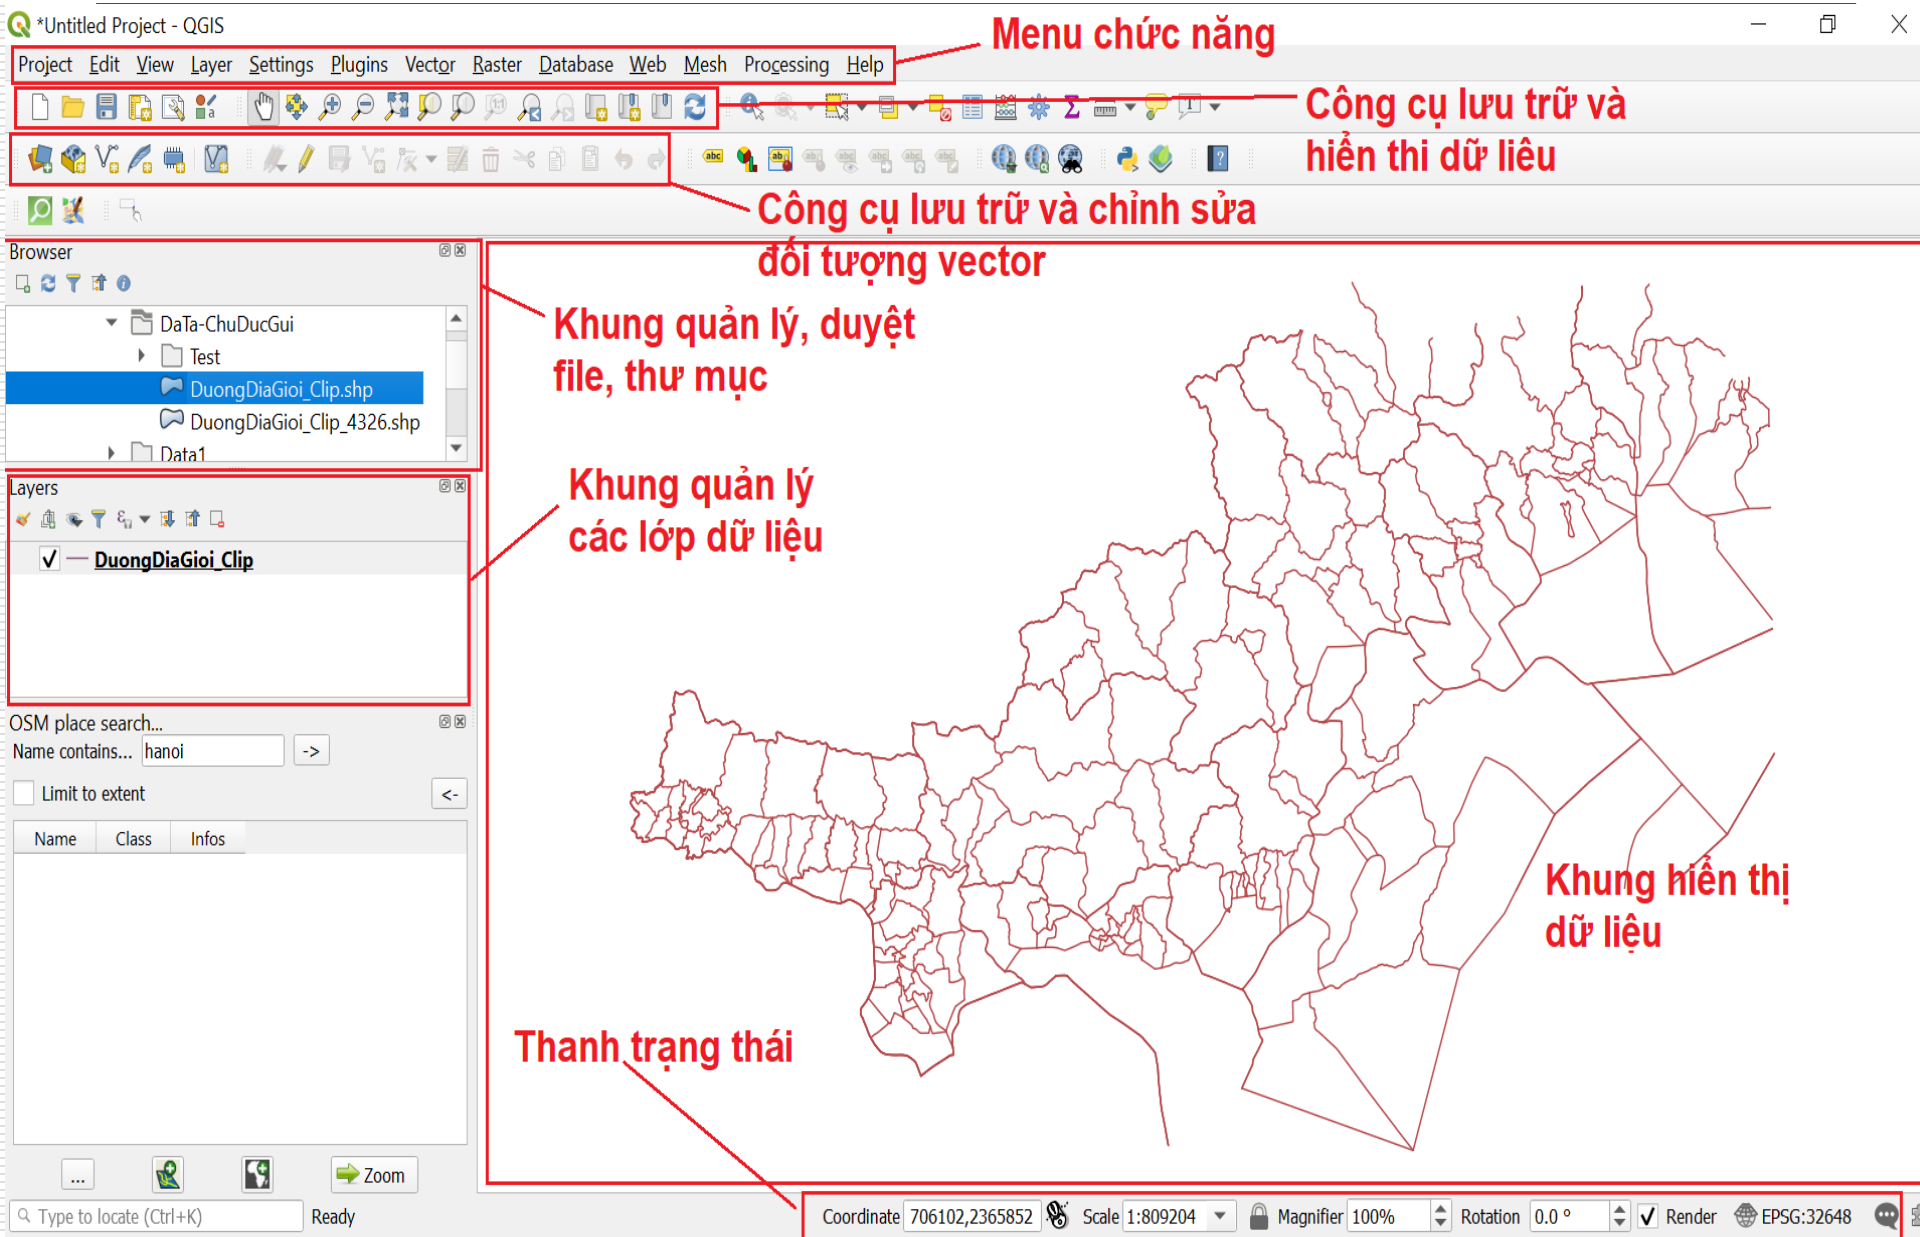 *Untitled Project - QGIS
Menu chức năng
Project Edit View Layer Settings Plugins Vector Raster Database Web Mesh Processing Help
Công cụ lưu trữ và
hiển thi dữ liêu
Công cụ lưu trữ và chỉnh sửa
đối tượng vector
Browser
DaTa-ChuDucGui
Test
DuongDiaGioi_Clip.shp
DuongDiaGioi_Clip_4326.shp
Data1
Khung quản lý, duyệt
file, thư mục
Layers
DuongDiaGioi_Clip
Khung quản lý
các lớp dữ liệu
OSM place search...
Name contains... hanoi ->
Limit to extent <-
Name Class Infos
Khung hiển thị
dữ liệu
Thanh trạng thái
... Zoom
Type to locate (Ctrl+K) Ready Coordinate 706102,2365852 Scale 1:809204 Magnifier 100% Rotation 0.0 ° Render EPSG:32648